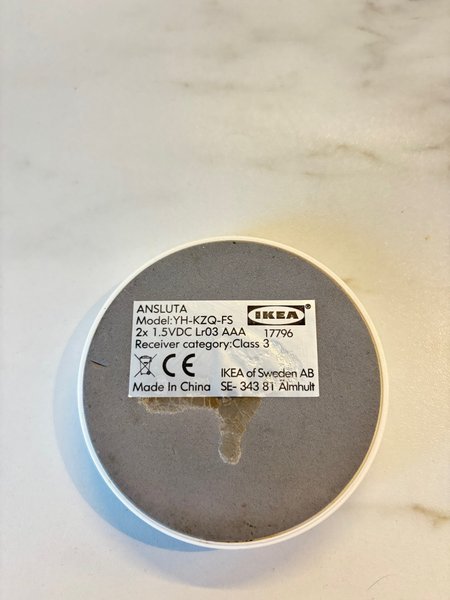 ANSLUTA
Model:YH-KZQ-FS
IKEA®
2x 1.5VDC Lr03 AAA 17796
Receiver category:Class 3
CE IKEA of Sweden AB
Made In China SE- 343 81 Älmhult